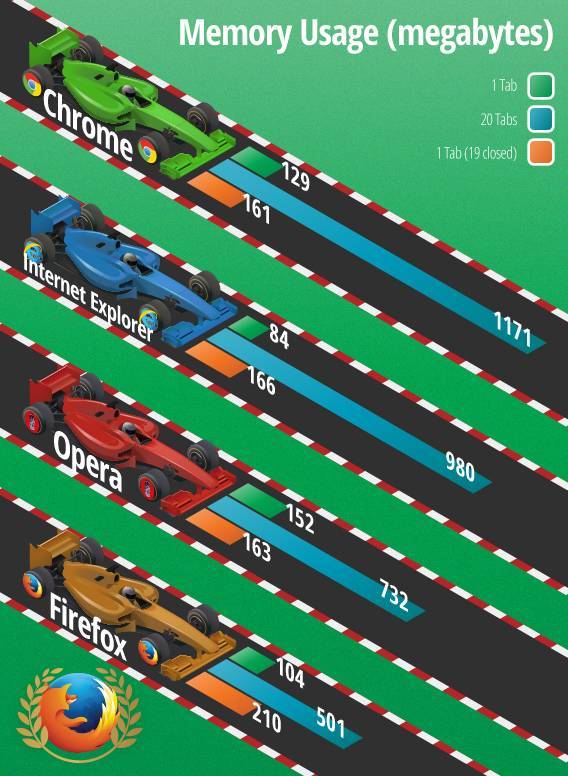 Memory Usage (megabytes)
1 Tab
20 Tabs
1 Tab (19 closed)
Chrome
129
161
1171
Internet Explorer
84
166
980
Opera
152
163
732
Firefox
104
210
501